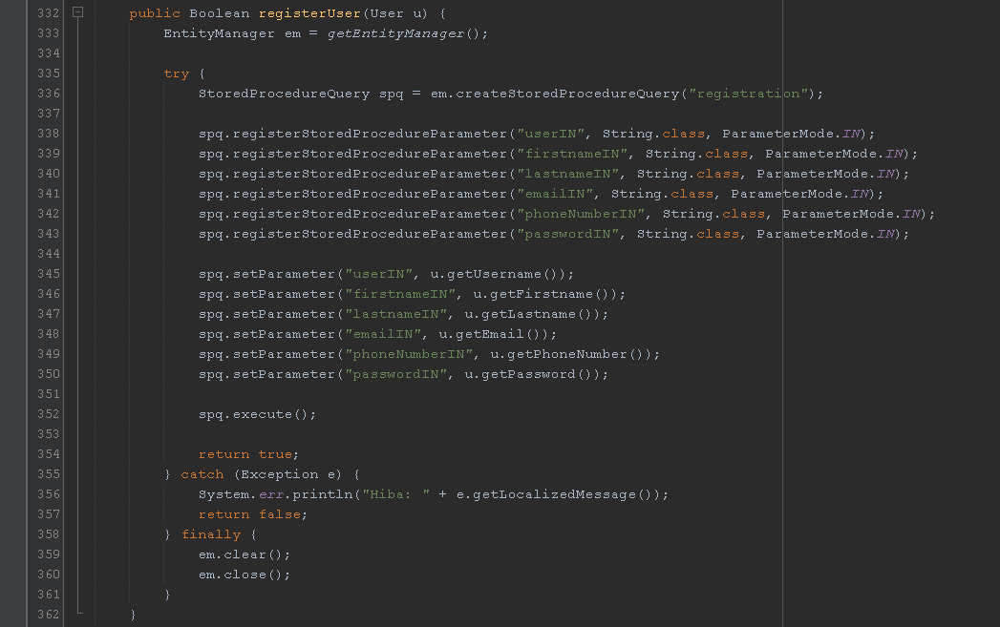 332 public Boolean registerUser(User u) {
333 EntityManager em = getEntityManager();
334
335 try {
336 StoredProcedureQuery spq = em.createStoredProcedureQuery("registration");
337
338 spq.registerStoredProcedureParameter("userIN", String.class, ParameterMode.IN);
339 spq.registerStoredProcedureParameter("firstnameIN", String.class, ParameterMode.IN);
340 spq.registerStoredProcedureParameter("lastnameIN", String.class, ParameterMode.IN);
341 spq.registerStoredProcedureParameter("emailIN", String.class, ParameterMode.IN);
342 spq.registerStoredProcedureParameter("phoneNumberIN", String.class, ParameterMode.IN);
343 spq.registerStoredProcedureParameter("passwordIN", String.class, ParameterMode.IN);
344
345 spq.setParameter("userIN", u.getUsername());
346 spq.setParameter("firstnameIN", u.getFirstname());
347 spq.setParameter("lastnameIN", u.getLastname());
348 spq.setParameter("emailIN", u.getEmail());
349 spq.setParameter("phoneNumberIN", u.getPhoneNumber());
350 spq.setParameter("passwordIN", u.getPassword());
351
352 spq.execute();
353
354 return true;
355 } catch (Exception e) {
356 System.err.println("Hiba: " + e.getLocalizedMessage());
357 return false;
358 } finally {
359 em.clear();
360 em.close();
361 }
362 }